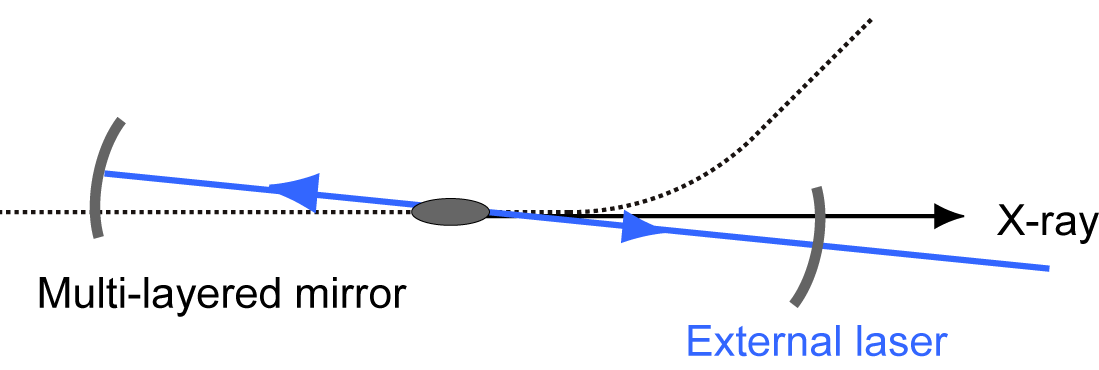 X-ray
Multi-layered mirror
External laser